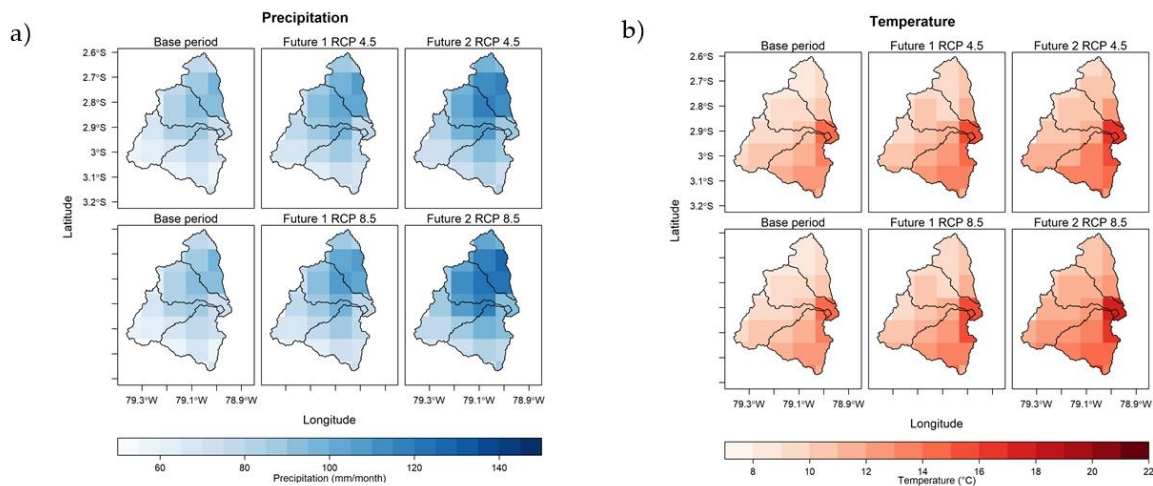 a)
Precipitation
Base period
Future 1 RCP 4.5
Future 2 RCP 4.5
2.6°S
2.7°S
2.8°S
2.9°S
3°S
3.1°S
3.2°S
Latitude
Base period
Future 1 RCP 8.5
Future 2 RCP 8.5
79.3°W 79.1°W 78.9°W
79.3°W 79.1°W 78.9°W
Longitude
60 80 100 120 140
Precipitation (mm/month)
b)
Temperature
Base period
Future 1 RCP 4.5
Future 2 RCP 4.5
2.6°S
2.7°S
2.8°S
2.9°S
3°S
3.1°S
3.2°S
Latitude
Base period
Future 1 RCP 8.5
Future 2 RCP 8.5
79.3°W 79.1°W 78.9°W
79.3°W 79.1°W 78.9°W
Longitude
8 10 12 14 16 18 20 22
Temperature (°C)